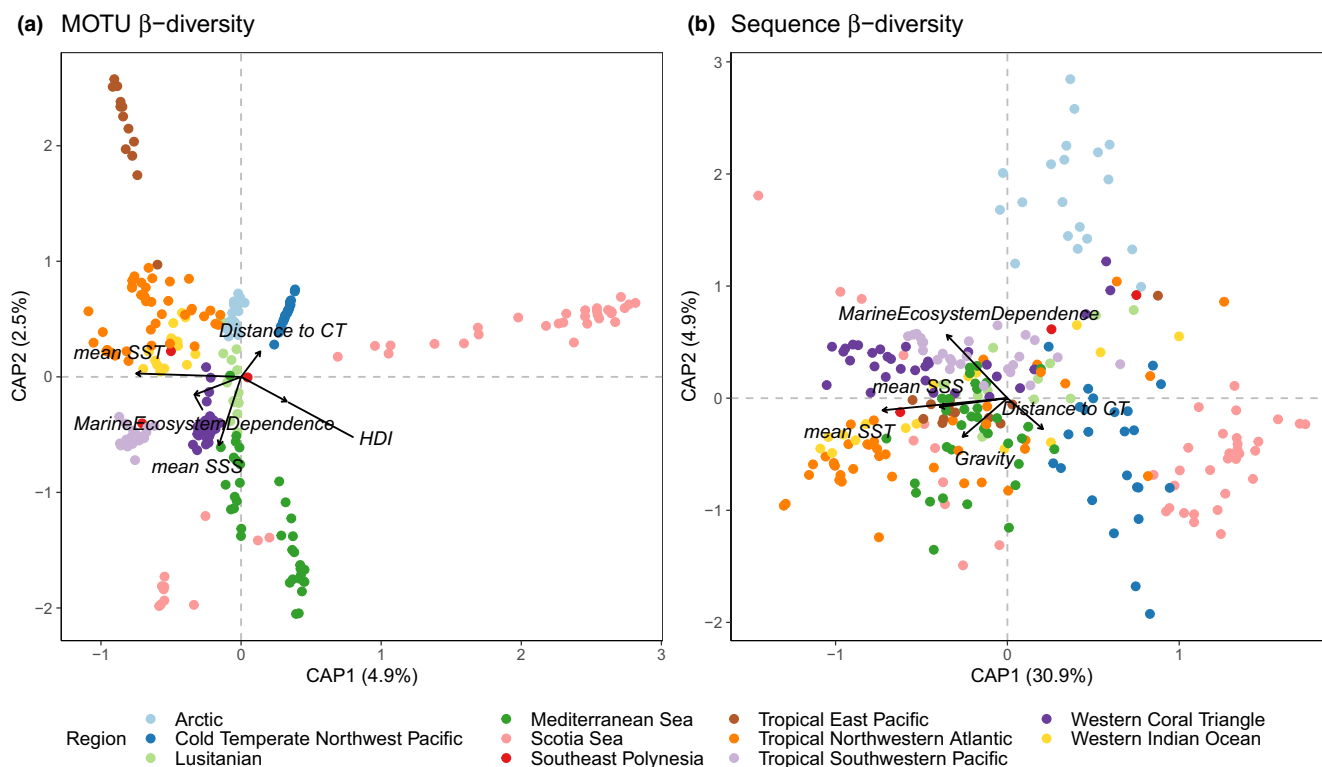 (a) MOTU β−diversity
2
1
0
−1
−2
CAP2 (2.5%)
Distance to CT
mean SST
MarineEcosystemDependence
HDI
mean SSS
−1 0 1 2 3
CAP1 (4.9%)
(b) Sequence β−diversity
3
2
1
0
−1
−2
CAP2 (4.9%)
MarineEcosystemDependence
mean SSS
Distance to CT
mean SST
Gravity
−1 0 1
CAP1 (30.9%)
Region
Arctic
Cold Temperate Northwest Pacific
Lusitanian
Mediterranean Sea
Scotia Sea
Southeast Polynesia
Tropical East Pacific
Tropical Northwestern Atlantic
Tropical Southwestern Pacific
Western Coral Triangle
Western Indian Ocean